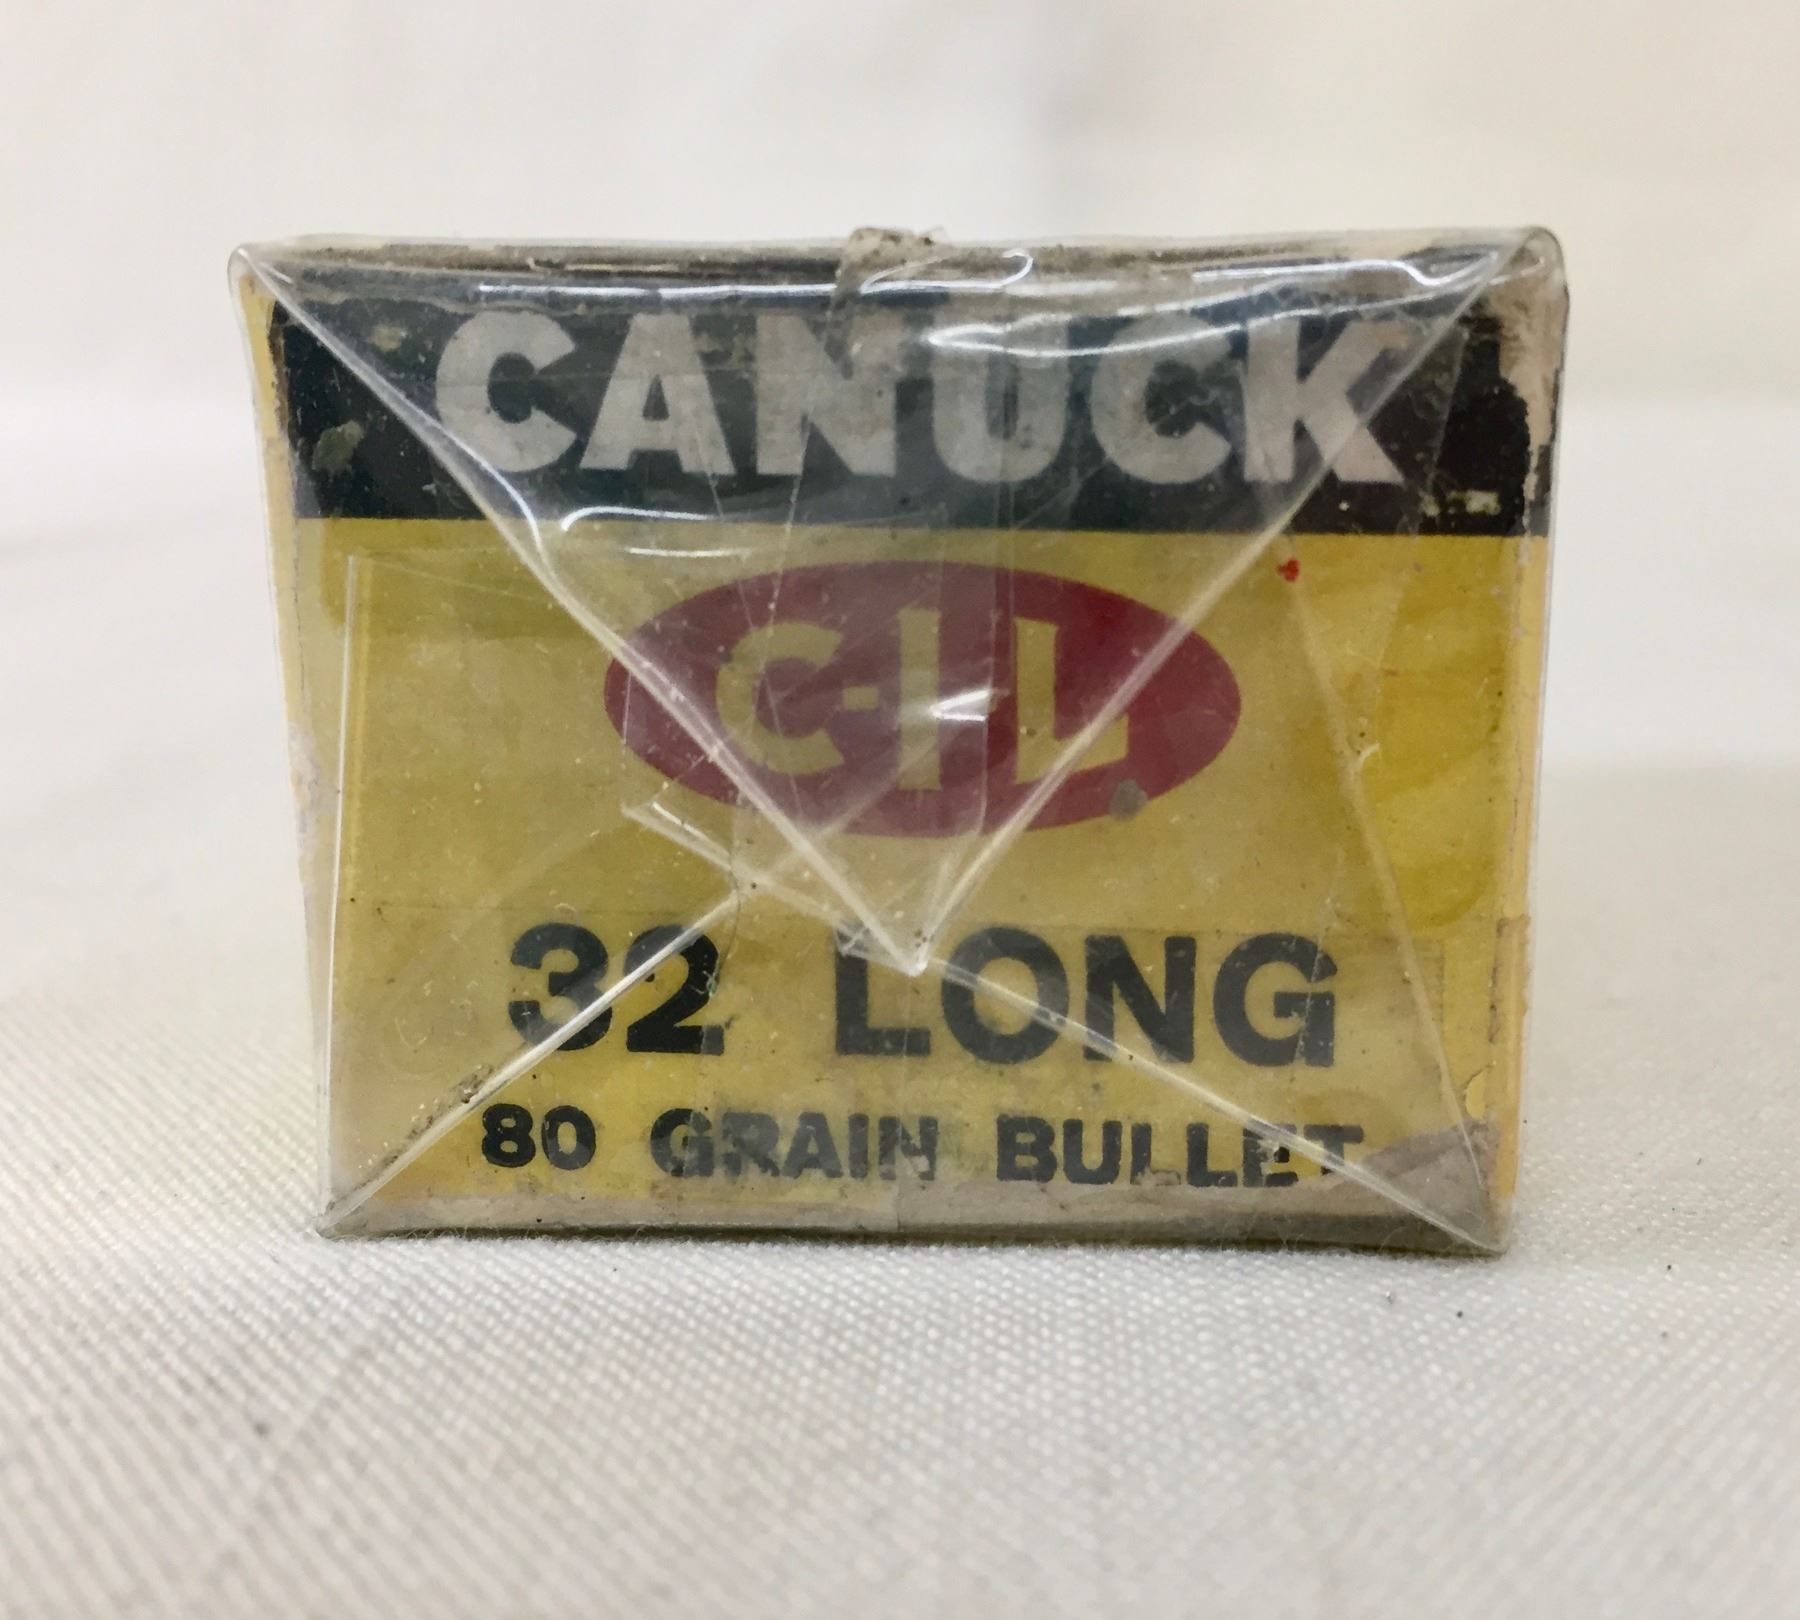 CANUCK
C-I-L
32 LONG
80 GRAIN BULLET